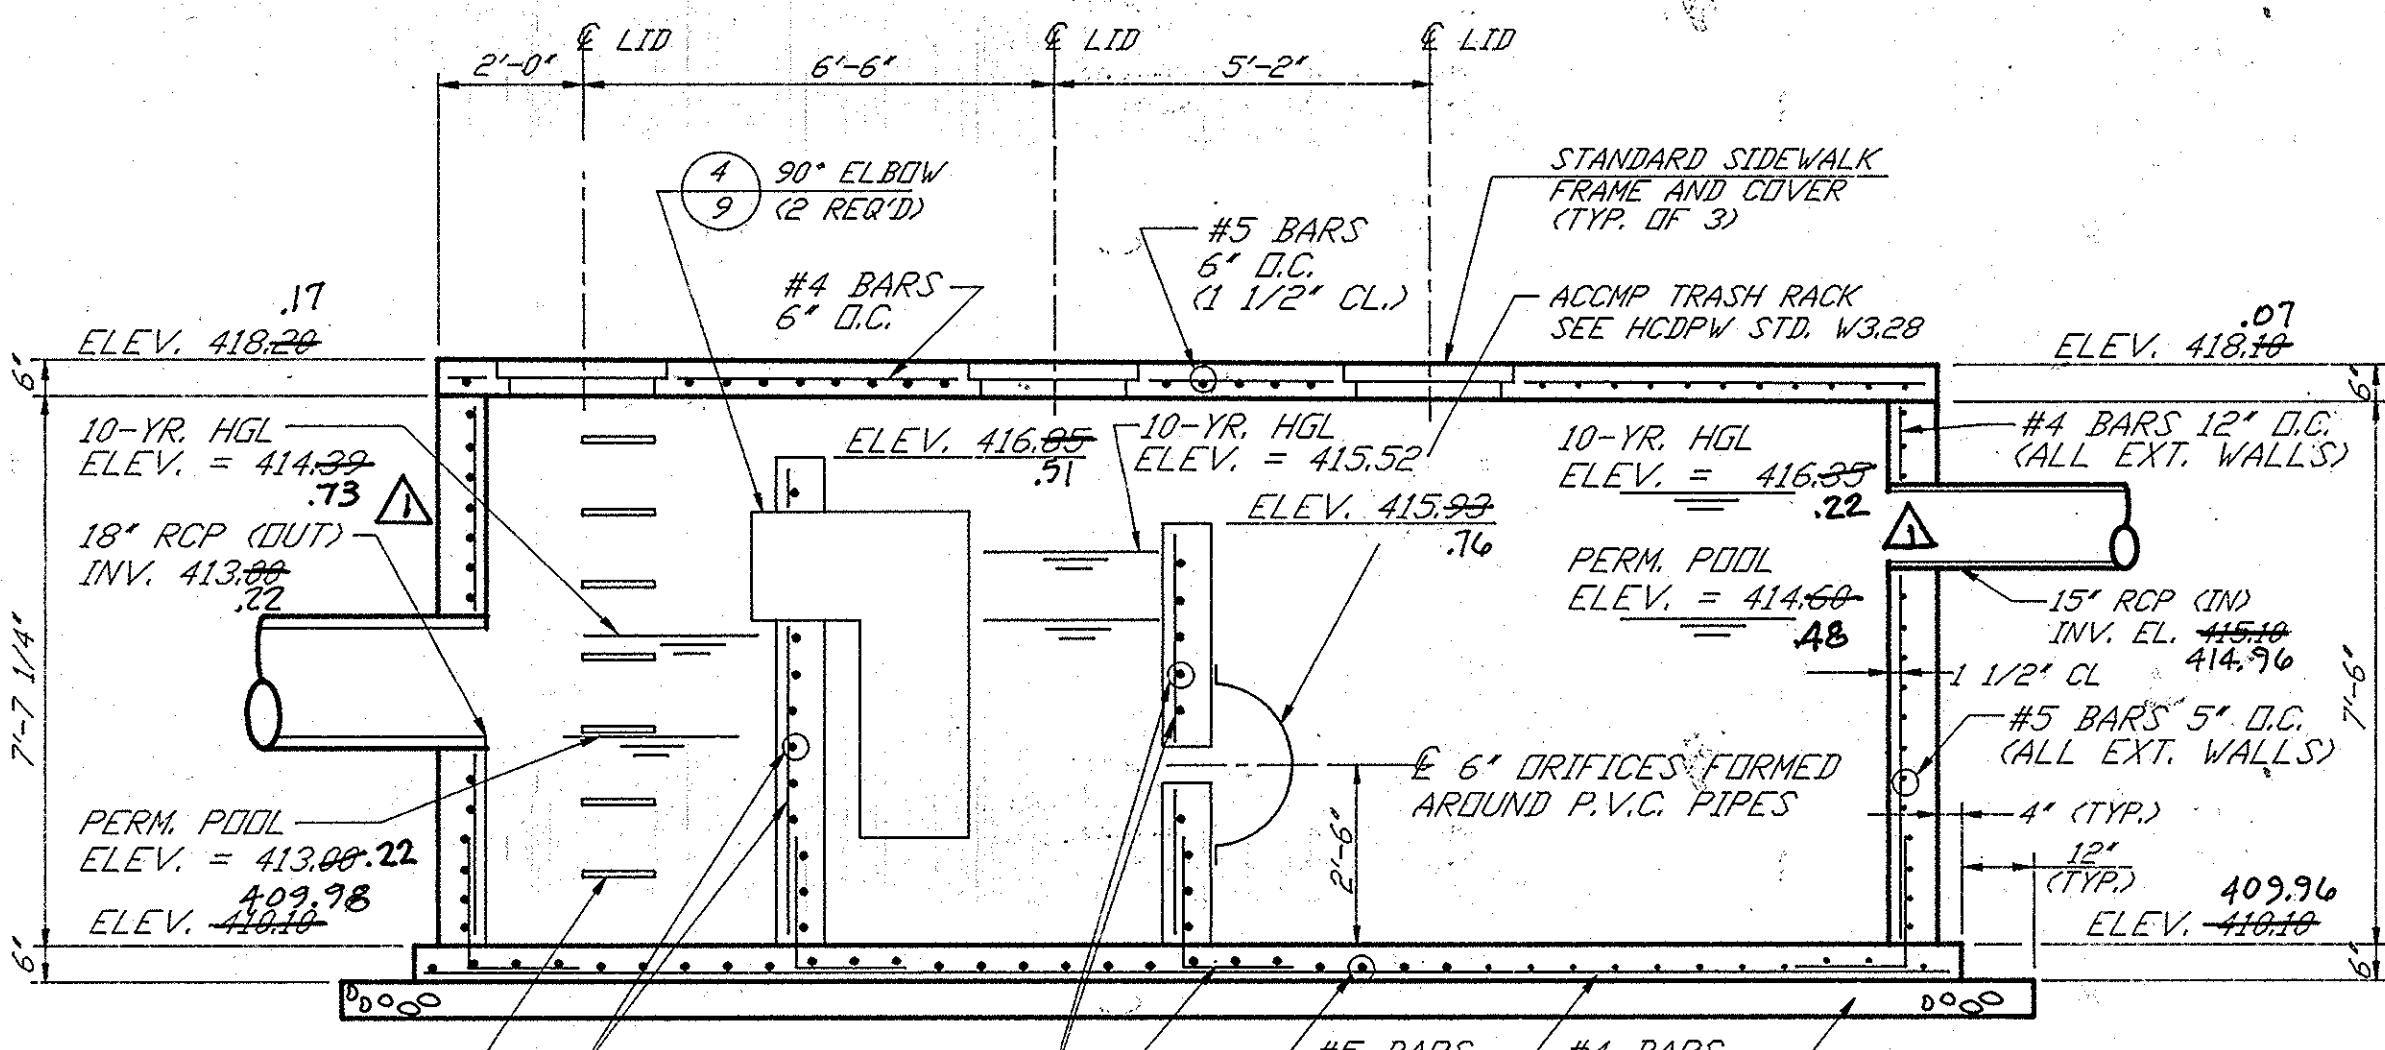 ℄ LID
℄ LID
℄ LID
2'-0"
6'-6"
5'-2"
4
9
90° ELBOW
(2 REQ'D)
#4 BARS
6" O.C.
#5 BARS
6" O.C.
(1 1/2" CL.)
STANDARD SIDEWALK
FRAME AND COVER
(TYP. OF 3)
ACCMP TRASH RACK
SEE HCDPW STD. W3.28
.17
ELEV. 418.20
.07
ELEV. 418.10
6"
6"
10-YR. HGL
ELEV. = 414.39
.73
1
18" RCP (OUT)
INV. 413.00
.22
ELEV. 416.85
.51
10-YR. HGL
ELEV. = 415.52
ELEV. 415.93
.76
10-YR. HGL
ELEV. = 416.35
.22
1
PERM. POOL
ELEV. = 414.60
.48
#4 BARS 12" O.C.
(ALL EXT. WALLS)
15" RCP (IN)
INV. EL. 415.10
414.96
1 1/2" CL
#5 BARS 5" O.C.
(ALL EXT. WALLS)
7'-7 1/4"
7'-6"
℄ 6" ORIFICES FORMED
AROUND P.V.C. PIPES
2'-6"
4" (TYP.)
12"
(TYP.)
PERM. POOL
ELEV. = 413.00 .22
409.98
ELEV. 410.10
409.96
ELEV. 410.10
6"
6"
#5 BARS
#4 BARS